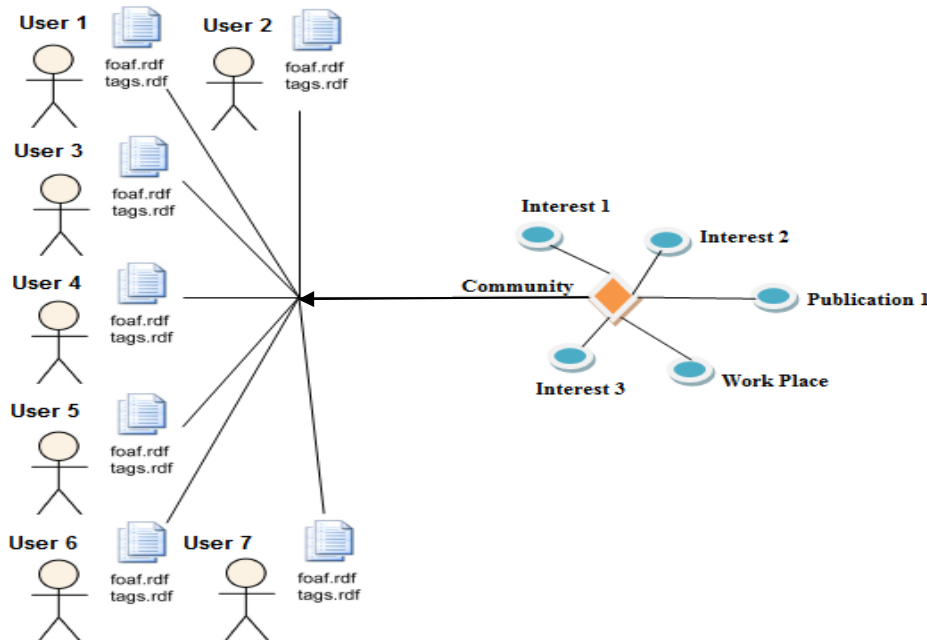 User 1
foaf.rdf
tags.rdf
User 2
foaf.rdf
tags.rdf
User 3
foaf.rdf
tags.rdf
User 4
foaf.rdf
tags.rdf
User 5
foaf.rdf
tags.rdf
User 6
foaf.rdf
tags.rdf
User 7
foaf.rdf
tags.rdf
Community
Interest 1
Interest 2
Publication 1
Work Place
Interest 3